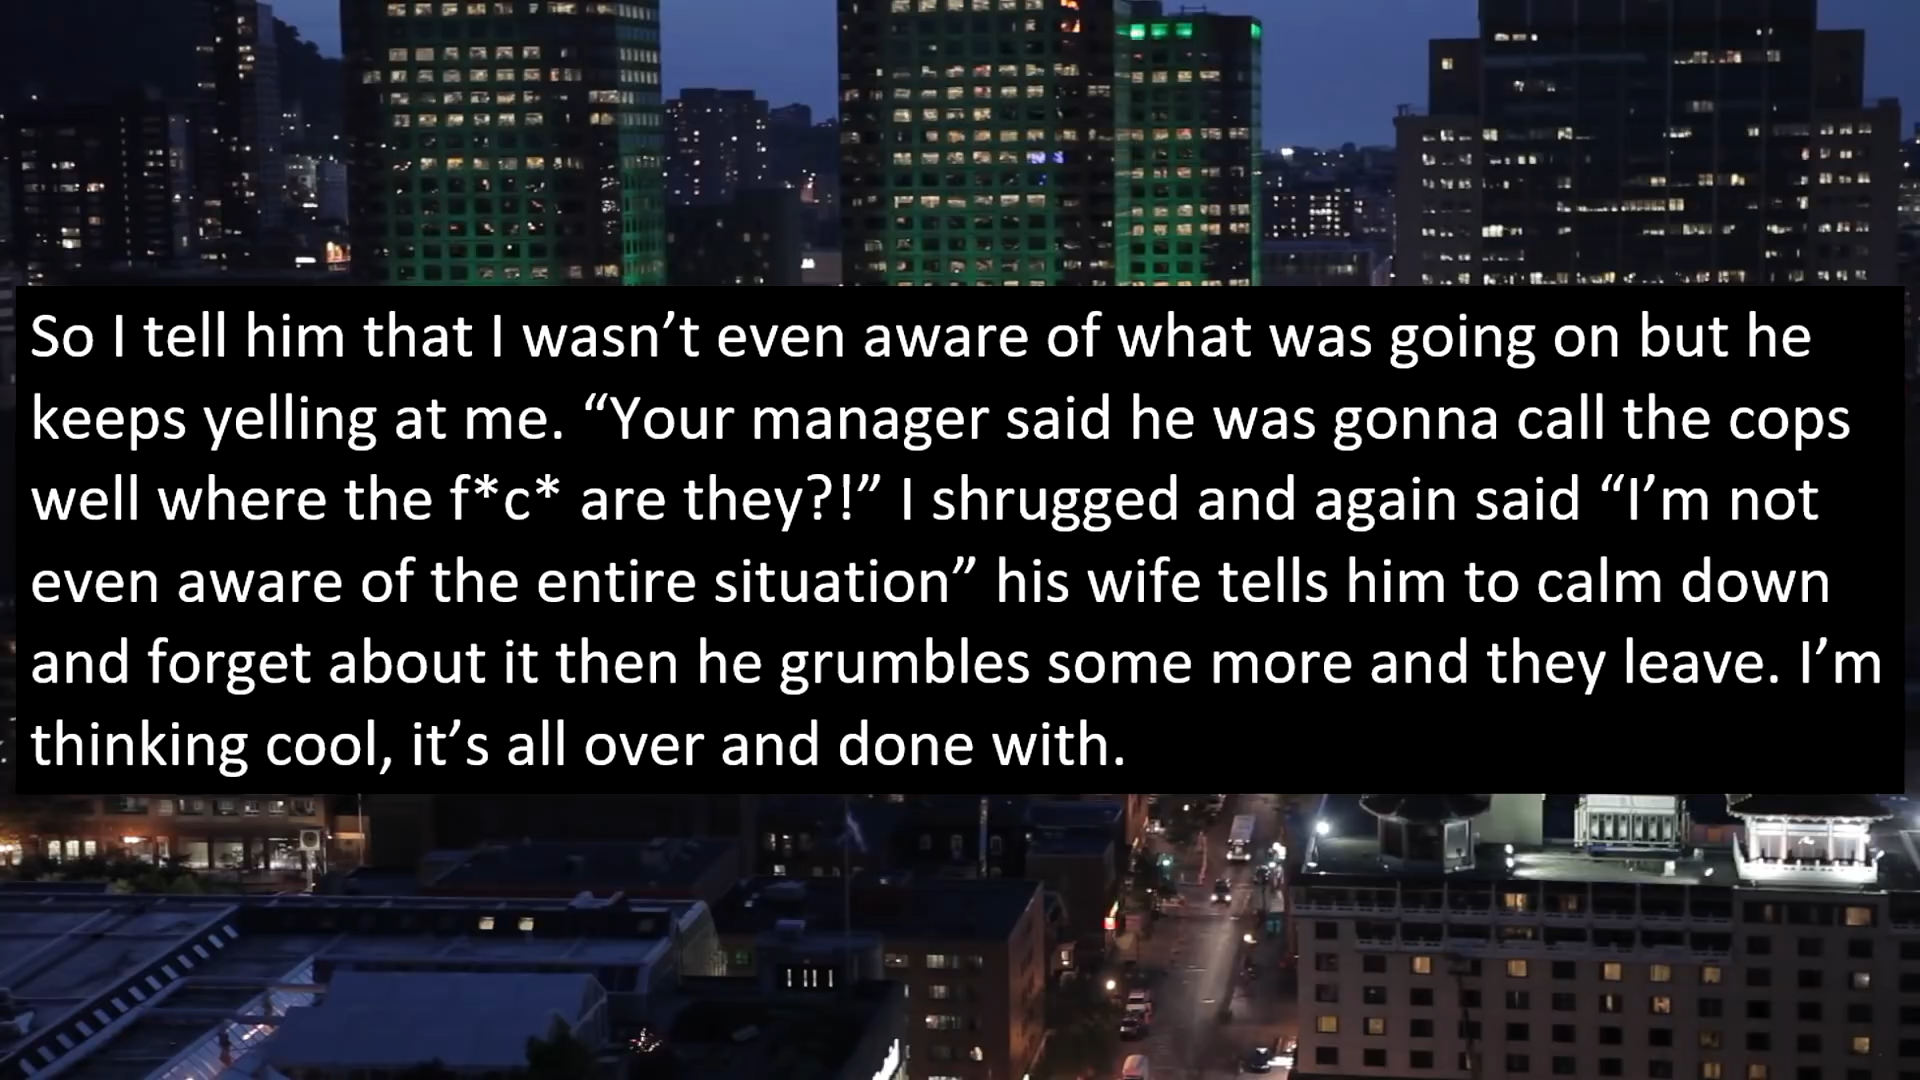 So I tell him that I wasn’t even aware of what was going on but he
keeps yelling at me. “Your manager said he was gonna call the cops
well where the f*c* are they?!” I shrugged and again said “I’m not
even aware of the entire situation” his wife tells him to calm down
and forget about it then he grumbles some more and they leave. I’m
thinking cool, it’s all over and done with.